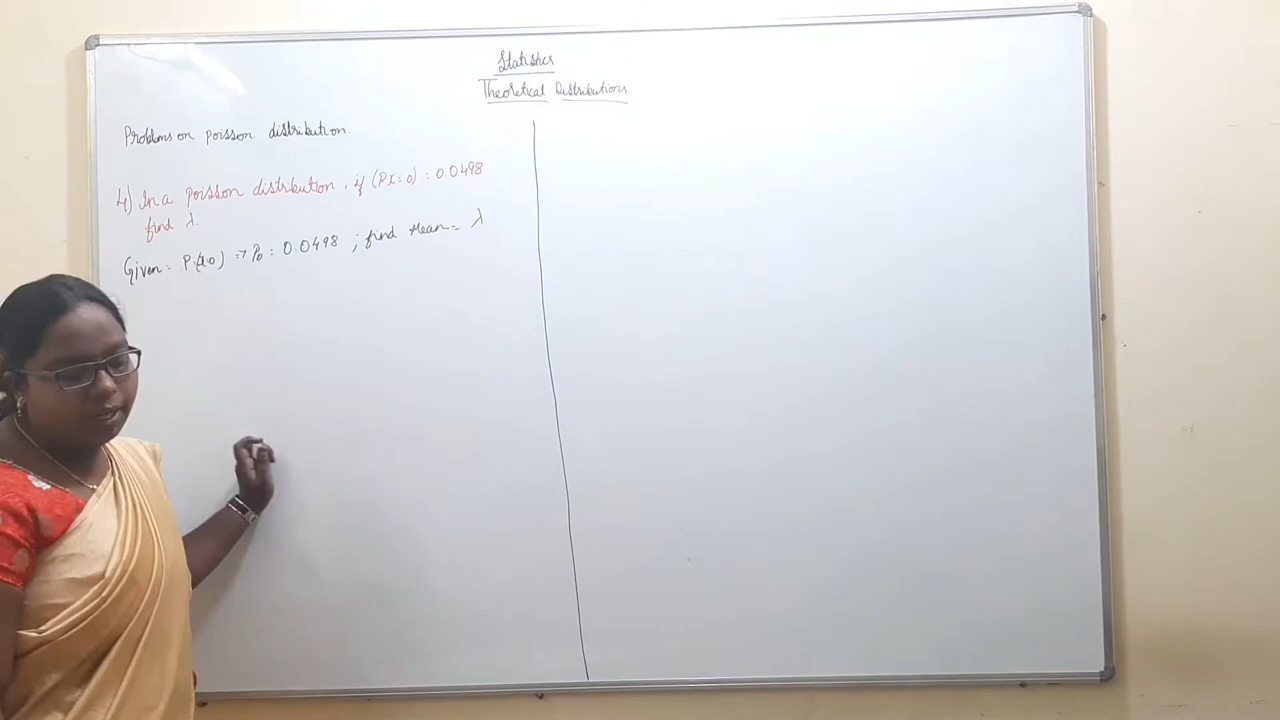 Statistics
Theoretical Distributions
Problems on poisson distribution.
4) In a poisson distribution, if (Px=0) = 0.0498
find λ.
Given = P(x=0) => P₀ = 0.0498 ; find Mean = λ